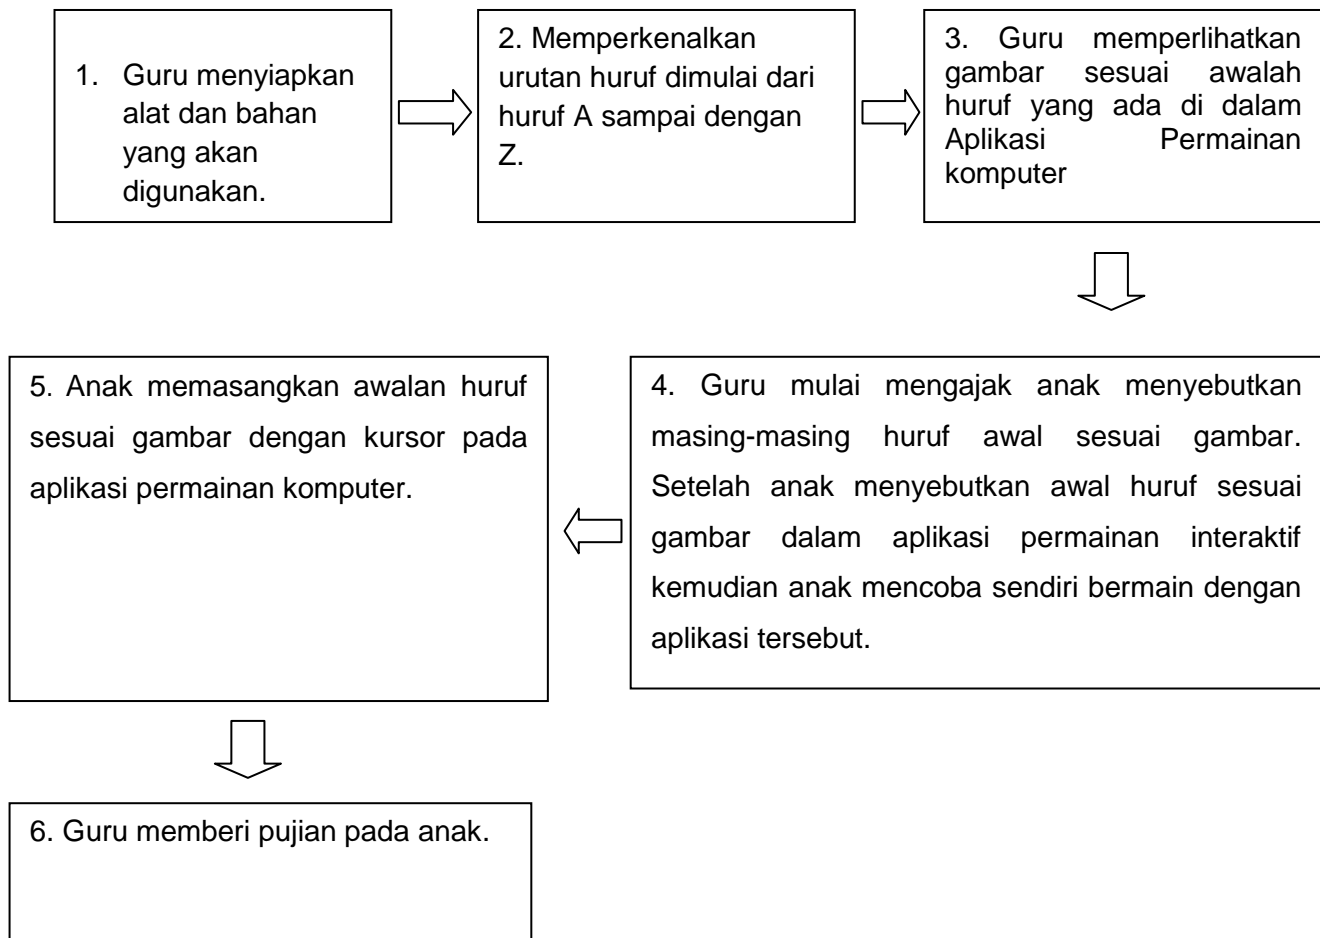 1. Guru menyiapkan
alat dan bahan
yang akan
digunakan.
2. Memperkenalkan
urutan huruf dimulai dari
huruf A sampai dengan
Z.
3. Guru memperlihatkan
gambar sesuai awalah
huruf yang ada di dalam
Aplikasi Permainan
komputer
4. Guru mulai mengajak anak menyebutkan
masing-masing huruf awal sesuai gambar.
Setelah anak menyebutkan awal huruf sesuai
gambar dalam aplikasi permainan interaktif
kemudian anak mencoba sendiri bermain dengan
aplikasi tersebut.
5. Anak memasangkan awalan huruf
sesuai gambar dengan kursor pada
aplikasi permainan komputer.
6. Guru memberi pujian pada anak.